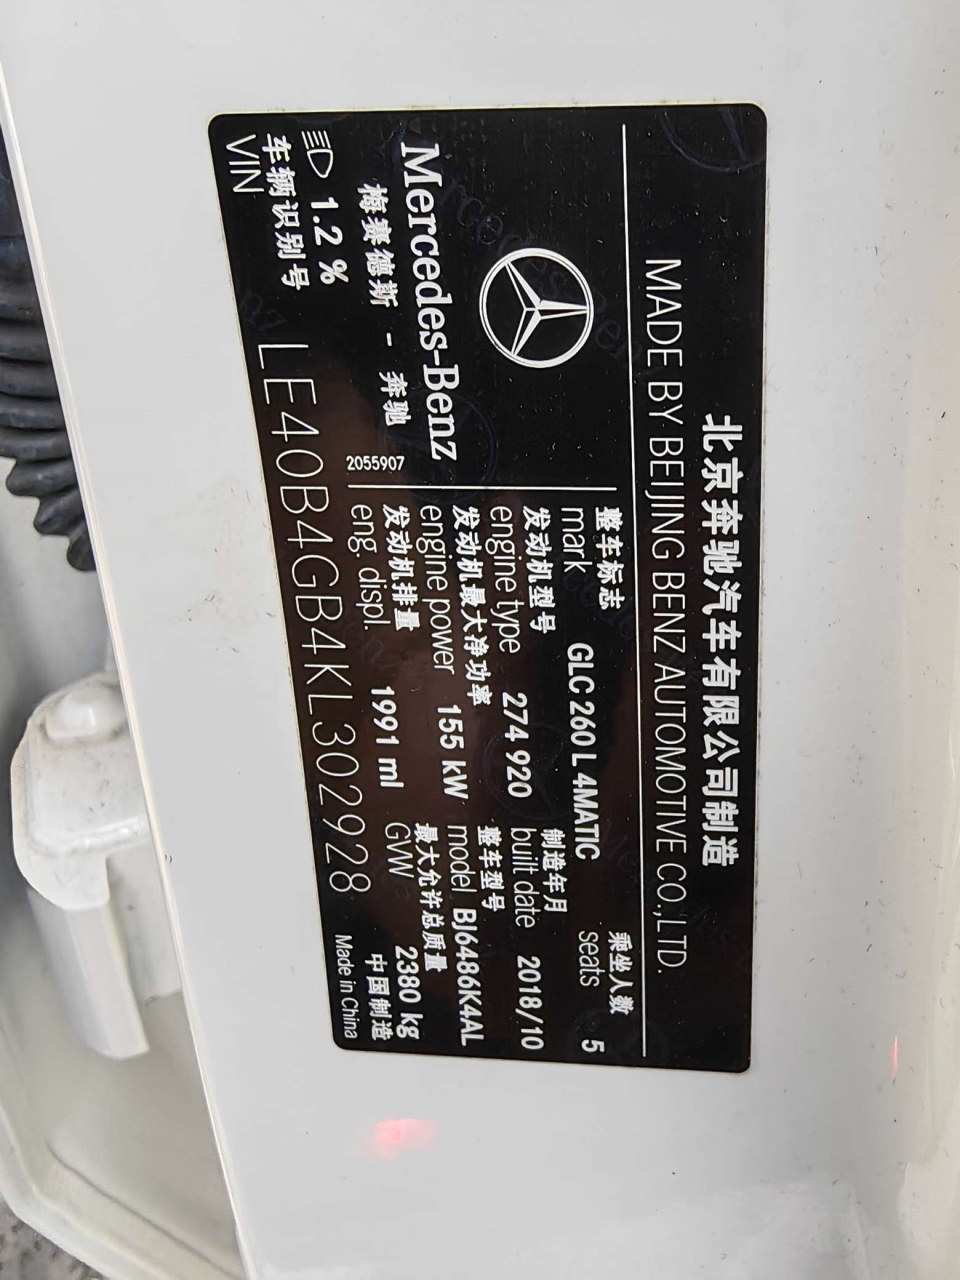 北京奔驰汽车有限公司制造
MADE BY BEIJING BENZ AUTOMOTIVE CO.,LTD.
Mercedes-Benz
梅赛德斯 - 奔驰
2055907
整车标志
mark GLC 260 L 4MATIC
乘坐人数
seats 5
发动机型号
engine type 274 920
制造年月
built date 2018/10
发动机最大净功率
engine power 155 kW
整车型号
model BJ6486K4AL
发动机排量
eng. displ. 1991 ml
最大允许总质量
GVW 2380 kg
1.2 %
车辆识别号
VIN LE40B4GB4KL302928
中国制造
Made in China